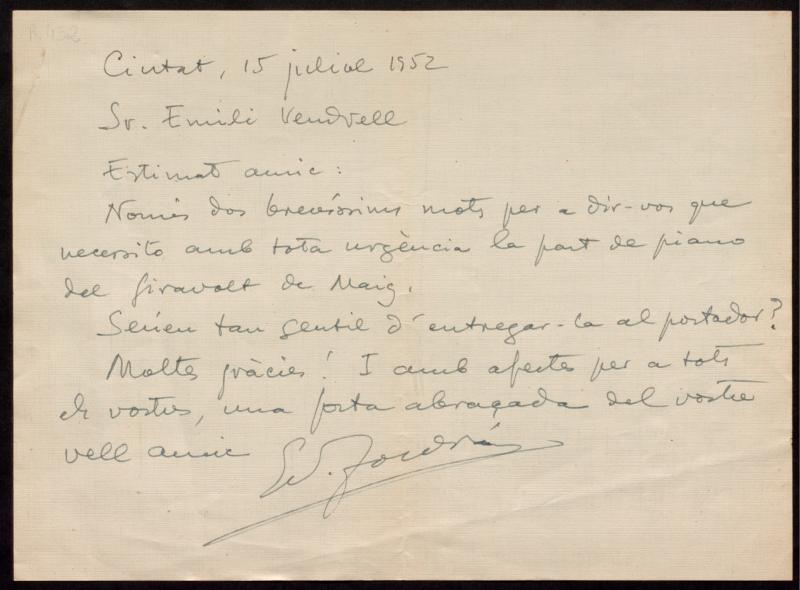 R. 452
Ciutat, 15 juliol 1952
Sr. Emili Vendrell
Estimat amic:
Només dos brevíssims mots per a dir-vos que
necessito amb tota urgència la part de piano
del Giravolt de Maig.
Serieu tan gentil d'entregar-la al portador?
Moltes gràcies! I amb afectes per a tots
els vostres, una forta abraçada del vostre
vell amic